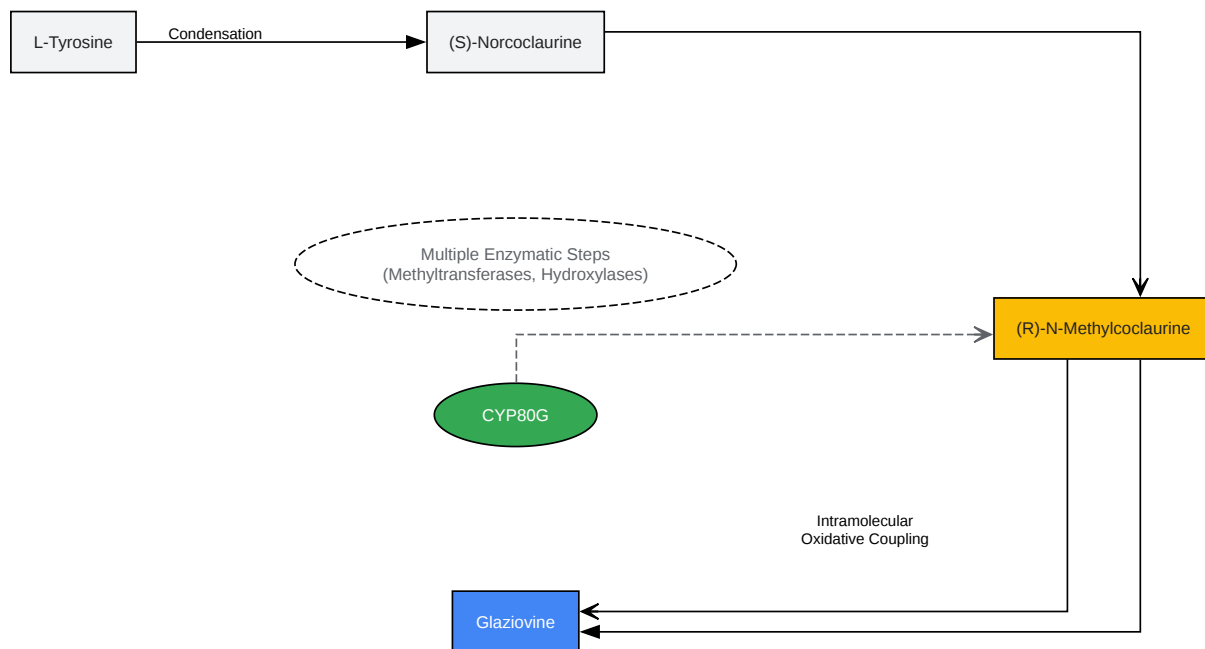 L-Tyrosine
Condensation
(S)-Norcoclaurine
Multiple Enzymatic Steps
(Methyltransferases, Hydroxylases)
(R)-N-Methylcoclaurine
CYP80G
Intramolecular
Oxidative Coupling
Glaziovine